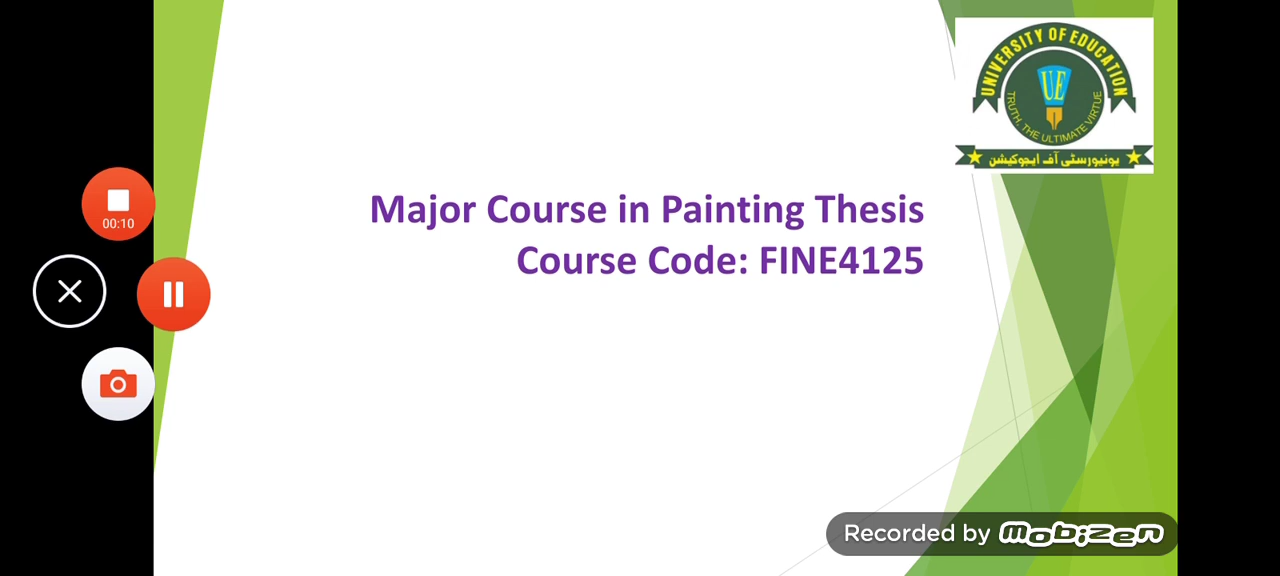 UNIVERSITY OF EDUCATION
UE
TRUTH, THE ULTIMATE VIRTUE
یونیورسٹی آف ایجوکیشن
Major Course in Painting Thesis
Course Code: FINE4125
00:10
Recorded by Mobizen